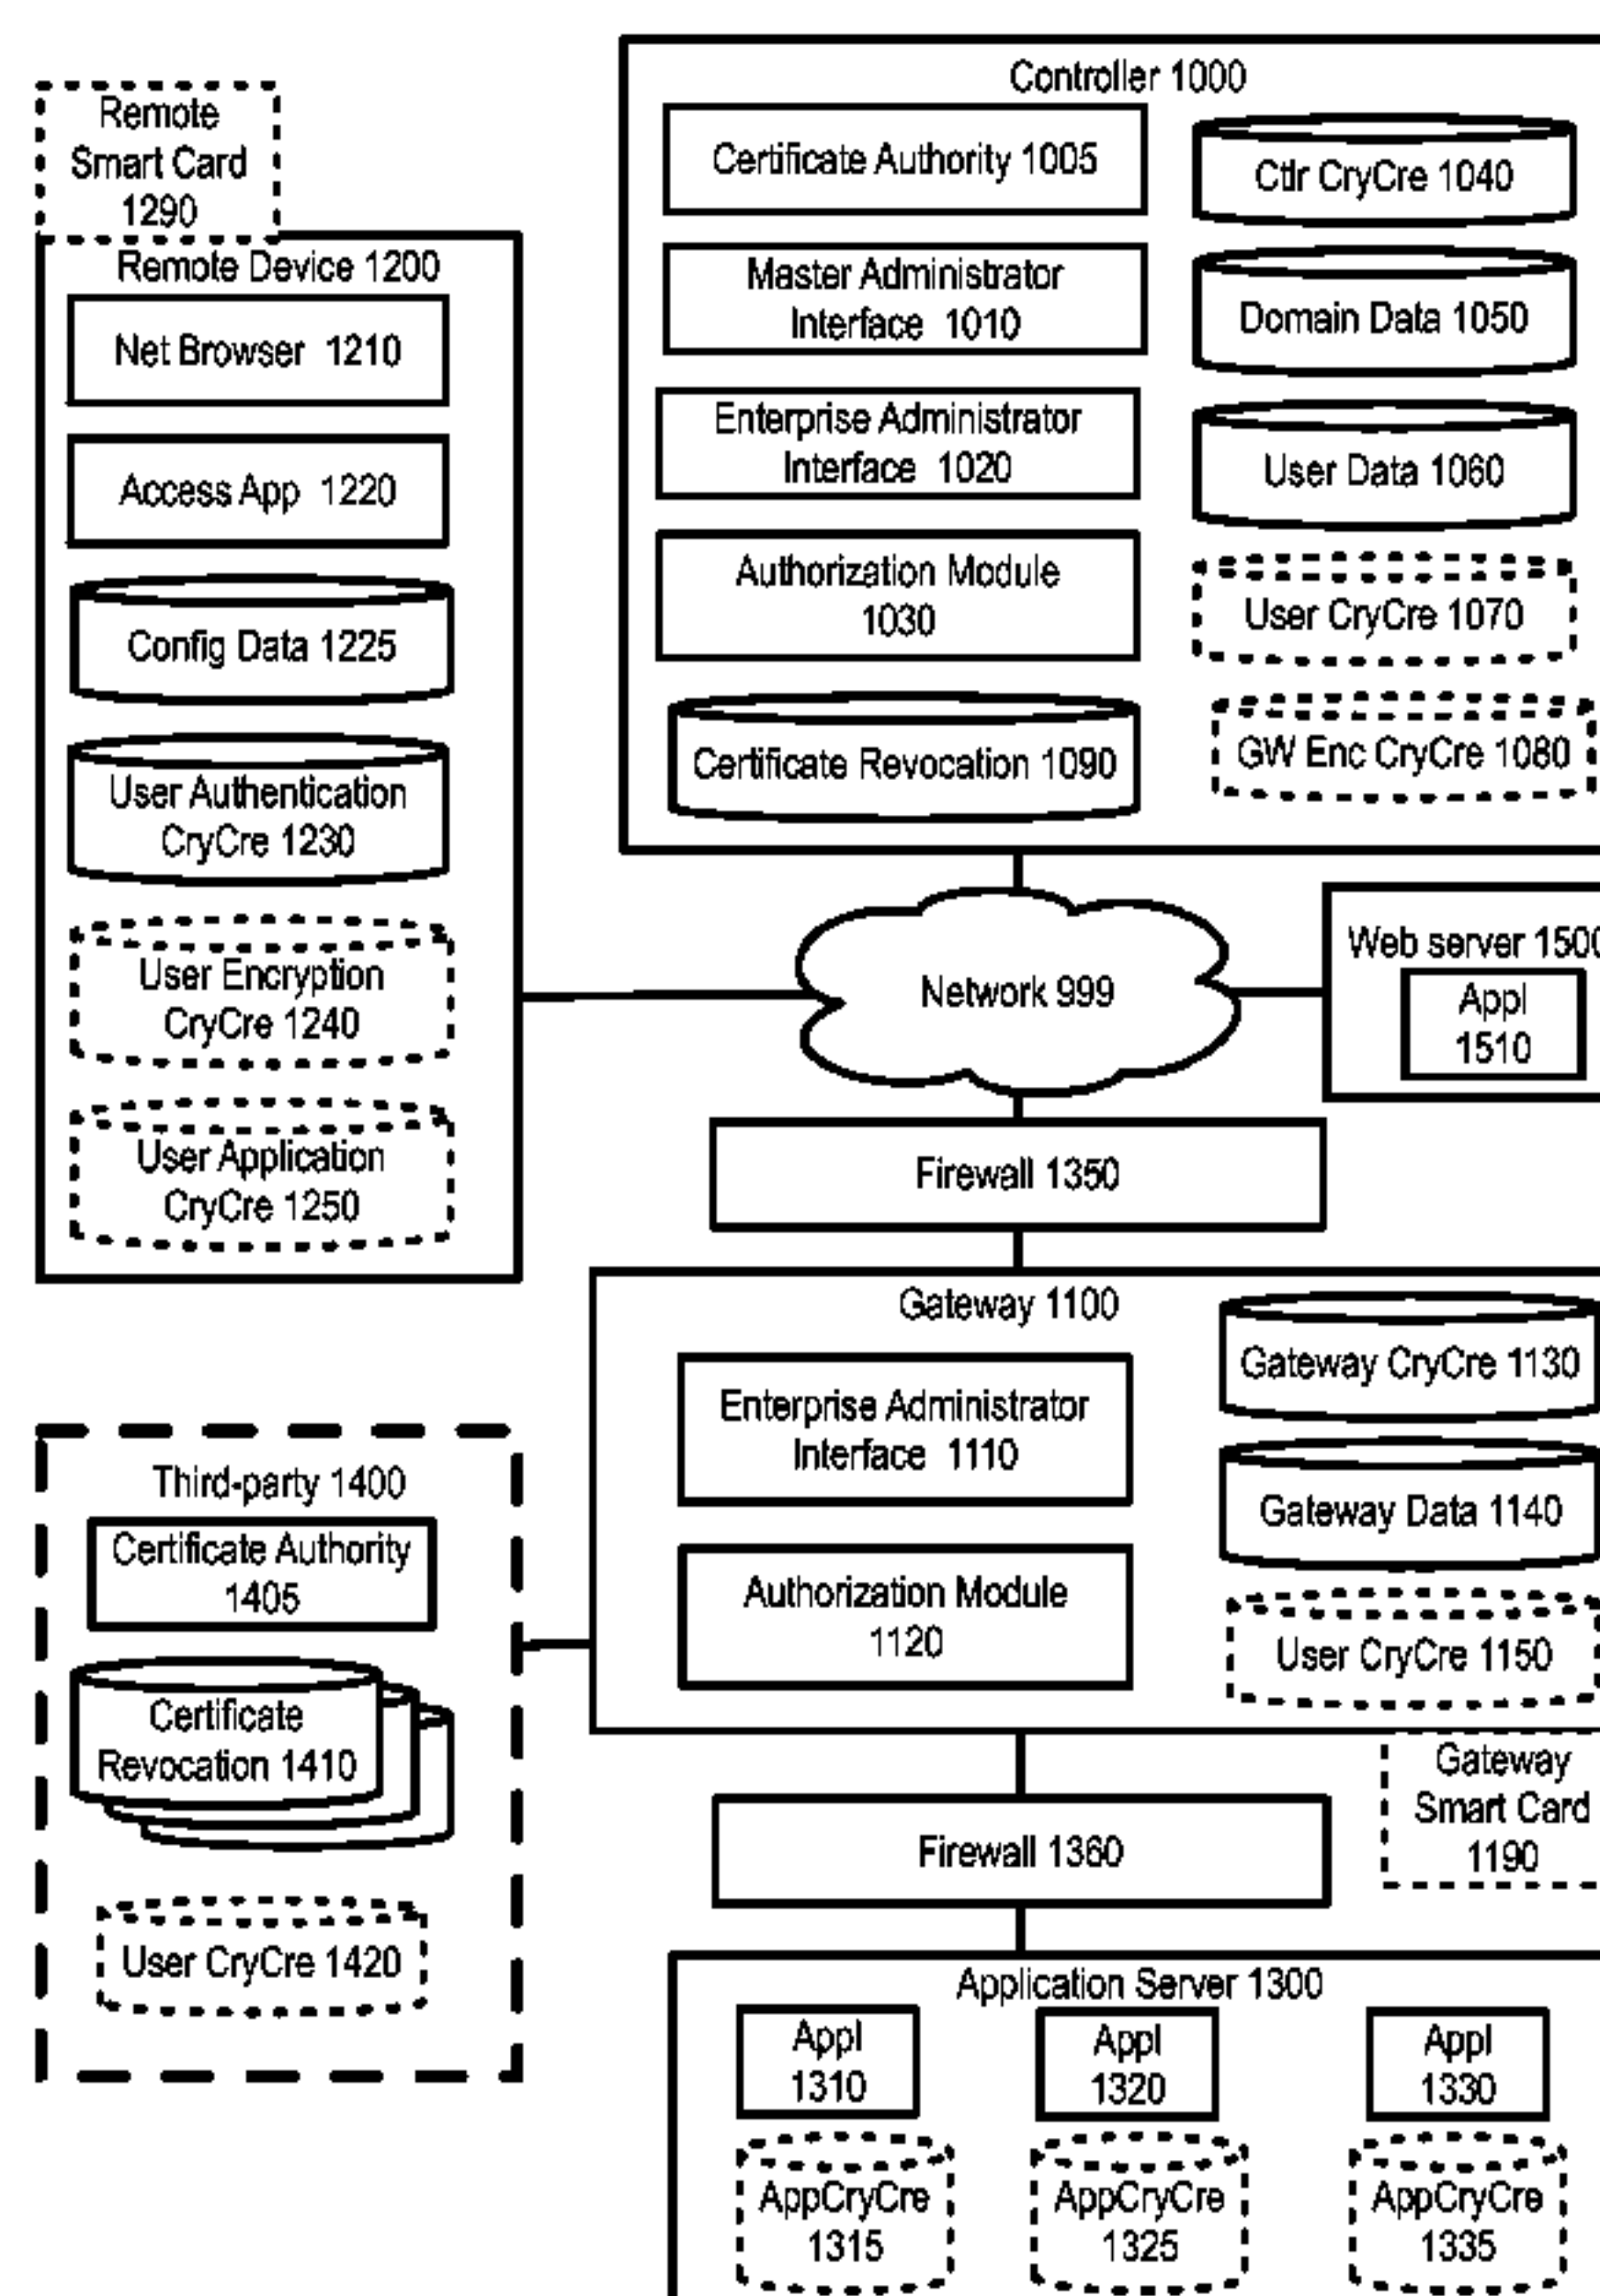 Controller 1000
Certificate Authority 1005
Master Administrator
Interface 1010
Enterprise Administrator
Interface 1020
Authorization Module
1030
Certificate Revocation 1090
Ctlr CryCre 1040
Domain Data 1050
User Data 1060
User CryCre 1070
GW Enc CryCre 1080
Remote
Smart Card
1290
Remote Device 1200
Net Browser 1210
Access App 1220
Config Data 1225
User Authentication
CryCre 1230
User Encryption
CryCre 1240
User Application
CryCre 1250
Network 999
Web server 1500
Appl
1510
Firewall 1350
Gateway 1100
Enterprise Administrator
Interface 1110
Authorization Module
1120
Gateway CryCre 1130
Gateway Data 1140
User CryCre 1150
Gateway
Smart Card
1190
Third-party 1400
Certificate Authority
1405
Certificate
Revocation 1410
User CryCre 1420
Firewall 1360
Application Server 1300
Appl
1310
Appl
1320
Appl
1330
AppCryCre
1315
AppCryCre
1325
AppCryCre
1335